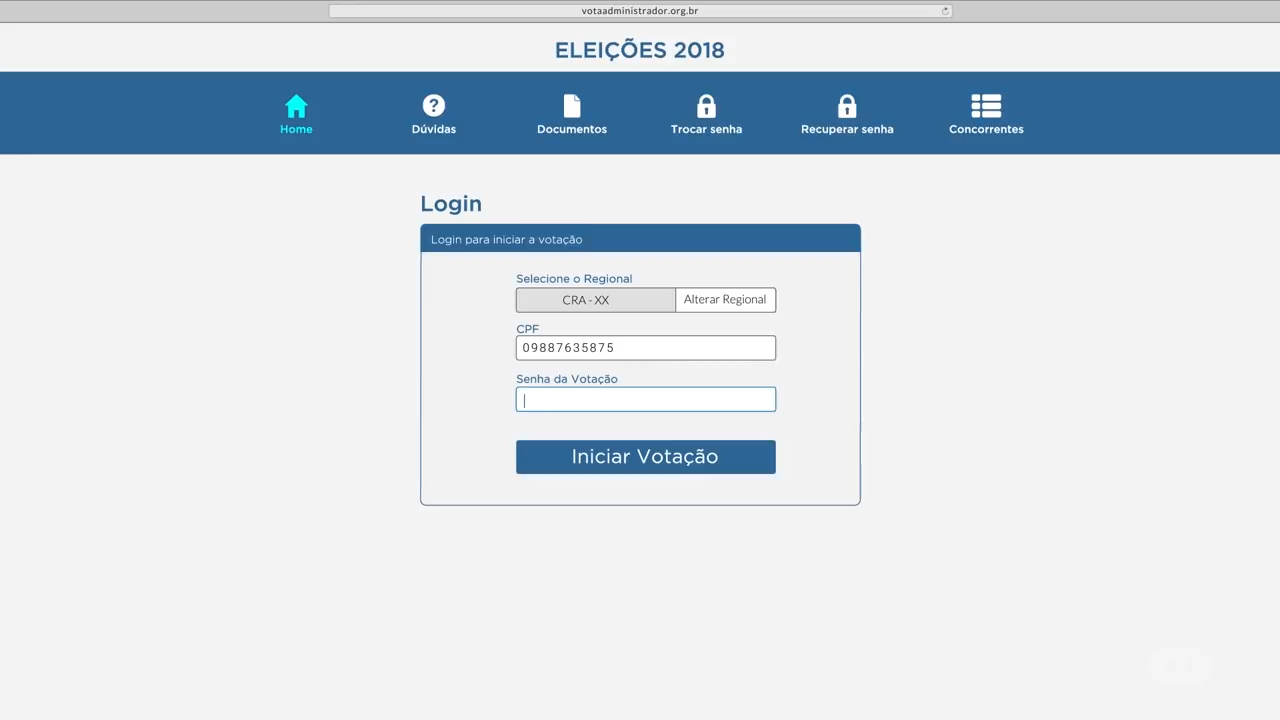 votaadministrador.org.br
ELEIÇÕES 2018
Home
Dúvidas
Documentos
Trocar senha
Recuperar senha
Concorrentes
Login
Login para iniciar a votação
Selecione o Regional
CRA - XX
Alterar Regional
CPF
09887635875
Senha da Votação
Iniciar Votação